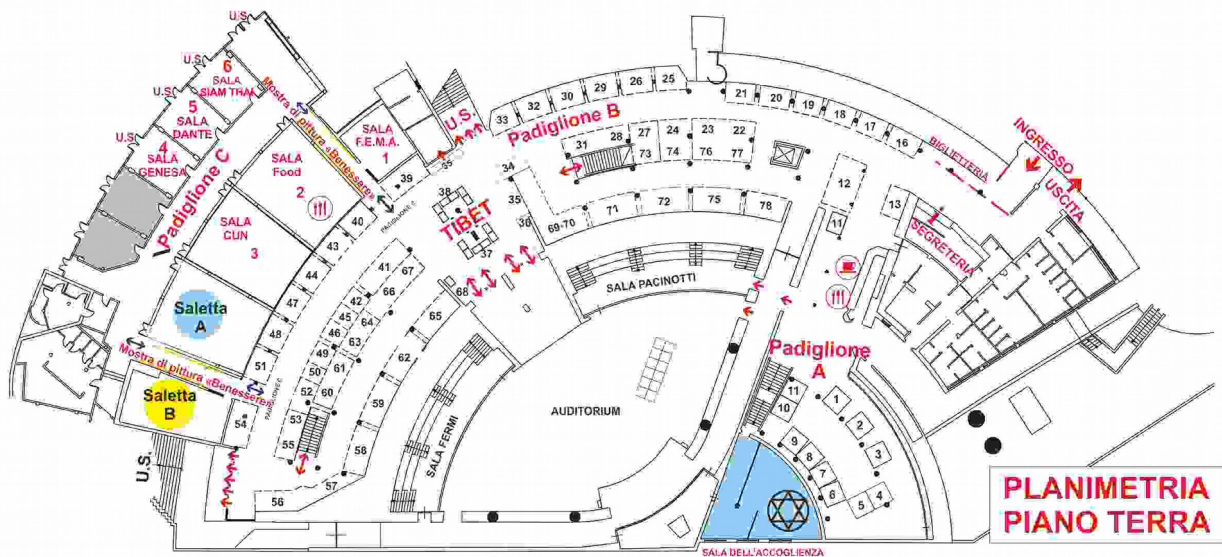 U.S.
U.S.
U.S.
U.S.
6
SALA
SIAM THAI
5
SALA
DANTE
4
SALA
GENESA
Padiglione C
Mostra di pittura «Benessere»
SALA
F.E.M.A.
1
SALA
Food
2
SALA
CUN
3
Saletta
A
Mostra di pittura «Benessere»
Saletta
B
U.S.
U.S.
Padiglione B
33
32
30
29
26
25
31
28
27
24
23
22
73
74
76
77
34
35
36
69-70
71
72
75
78
35
39
38
TIBET
37
40
43
44
47
48
51
54
PADIGLIONE C
PADIGLIONE C
41
42
45
46
49
50
52
53
55
67
66
64
63
61
60
68
65
62
59
58
57
56
SALA FERMI
SALA PACINOTTI
AUDITORIUM
21
20
19
18
17
16
BIGLIETTERIA
INGRESSO
USCITA
12
11
13
SEGRETERIA
Padiglione
A
11
10
9
8
7
6
1
2
3
4
5
SALA DELL'ACCOGLIENZA
PLANIMETRIA
PIANO TERRA